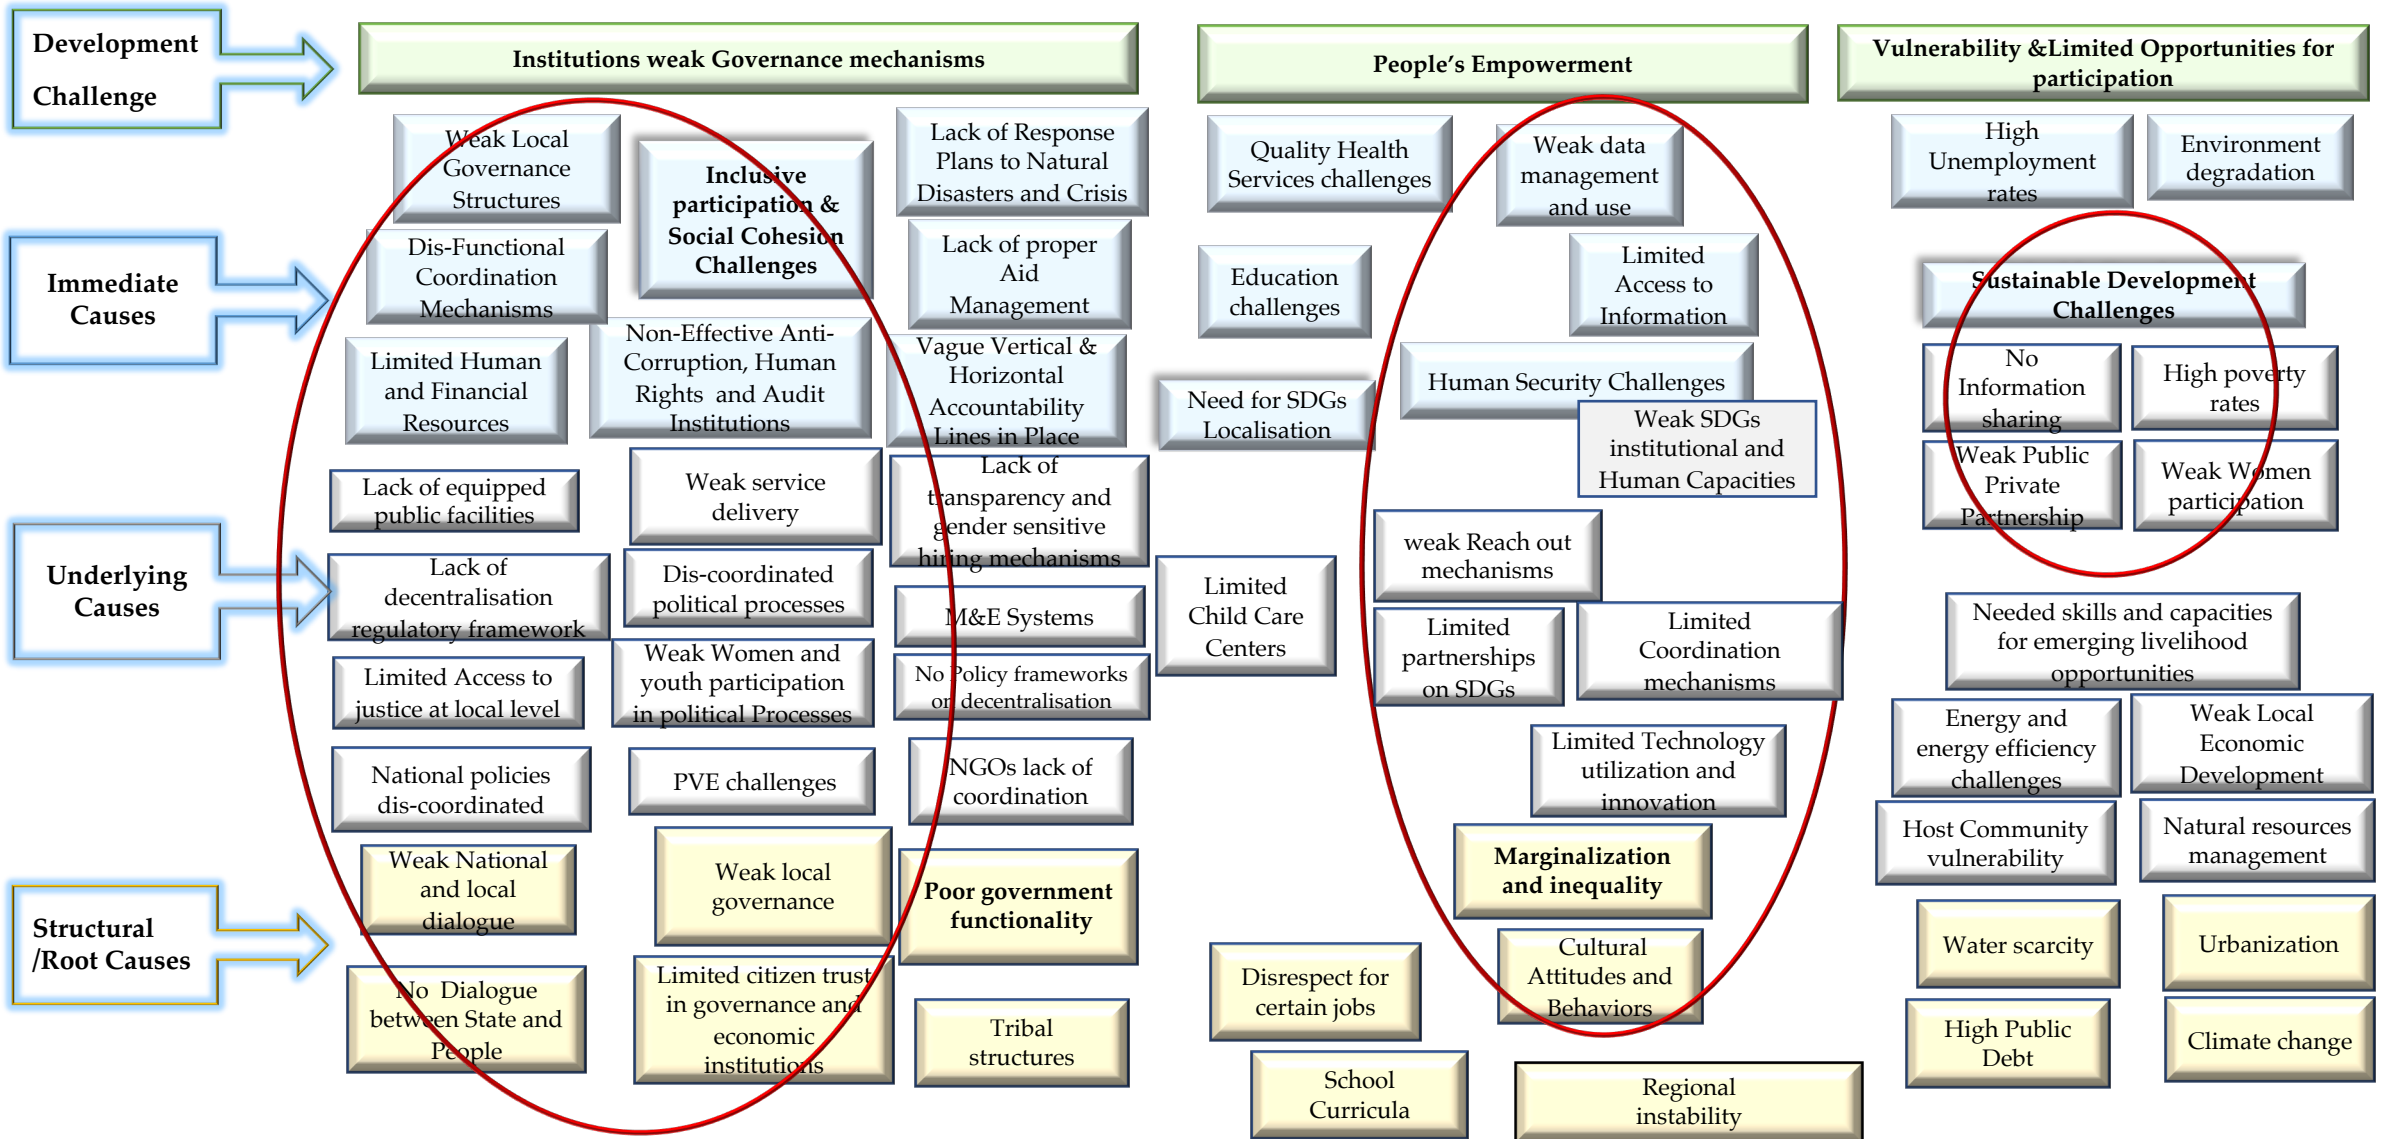 Development
Challenge
Institutions weak Governance mechanisms
People's Empowerment
Vulnerability &Limited Opportunities for
participation
Immediate
Causes
Weak Local
Governance
Structures
Inclusive
participation &
Social Cohesion
Challenges
Lack of Response
Plans to Natural
Disasters and Crisis
Dis-Functional
Coordination
Mechanisms
Lack of proper
Aid
Management
Limited Human
and Financial
Resources
Non-Effective Anti-
Corruption, Human
Rights and Audit
Institutions
Vague Vertical &
Horizontal
Accountability
Lines in Place
Quality Health
Services challenges
Weak data
management
and use
Education
challenges
Limited
Access to
Information
Need for SDGs
Localisation
Human Security Challenges
Weak SDGs
institutional and
Human Capacities
High
Unemployment
rates
Environment
degradation
Sustainable Development
Challenges
No
Information
sharing
High poverty
rates
Weak Public
Private
Partnership
Weak Women
participation
Underlying
Causes
Lack of equipped
public facilities
Weak service
delivery
Lack of
transparency and
gender sensitive
hiring mechanisms
Lack of
decentralisation
regulatory framework
Dis-coordinated
political processes
M&E Systems
Limited Access to
justice at local level
Weak Women and
youth participation
in political Processes
No Policy frameworks
on decentralisation
National policies
dis-coordinated
PVE challenges
NGOs lack of
coordination
Limited
Child Care
Centers
weak Reach out
mechanisms
Limited
partnerships
on SDGs
Limited
Coordination
mechanisms
Limited Technology
utilization and
innovation
Needed skills and capacities
for emerging livelihood
opportunities
Energy and
energy efficiency
challenges
Weak Local
Economic
Development
Host Community
vulnerability
Natural resources
management
Structural
/Root Causes
Weak National
and local
dialogue
Weak local
governance
Poor government
functionality
No Dialogue
between State and
People
Limited citizen trust
in governance and
economic
institutions
Tribal
structures
Marginalization
and inequality
Disrespect for
certain jobs
Cultural
Attitudes and
Behaviors
School
Curricula
Regional
instability
Water scarcity
Urbanization
High Public
Debt
Climate change